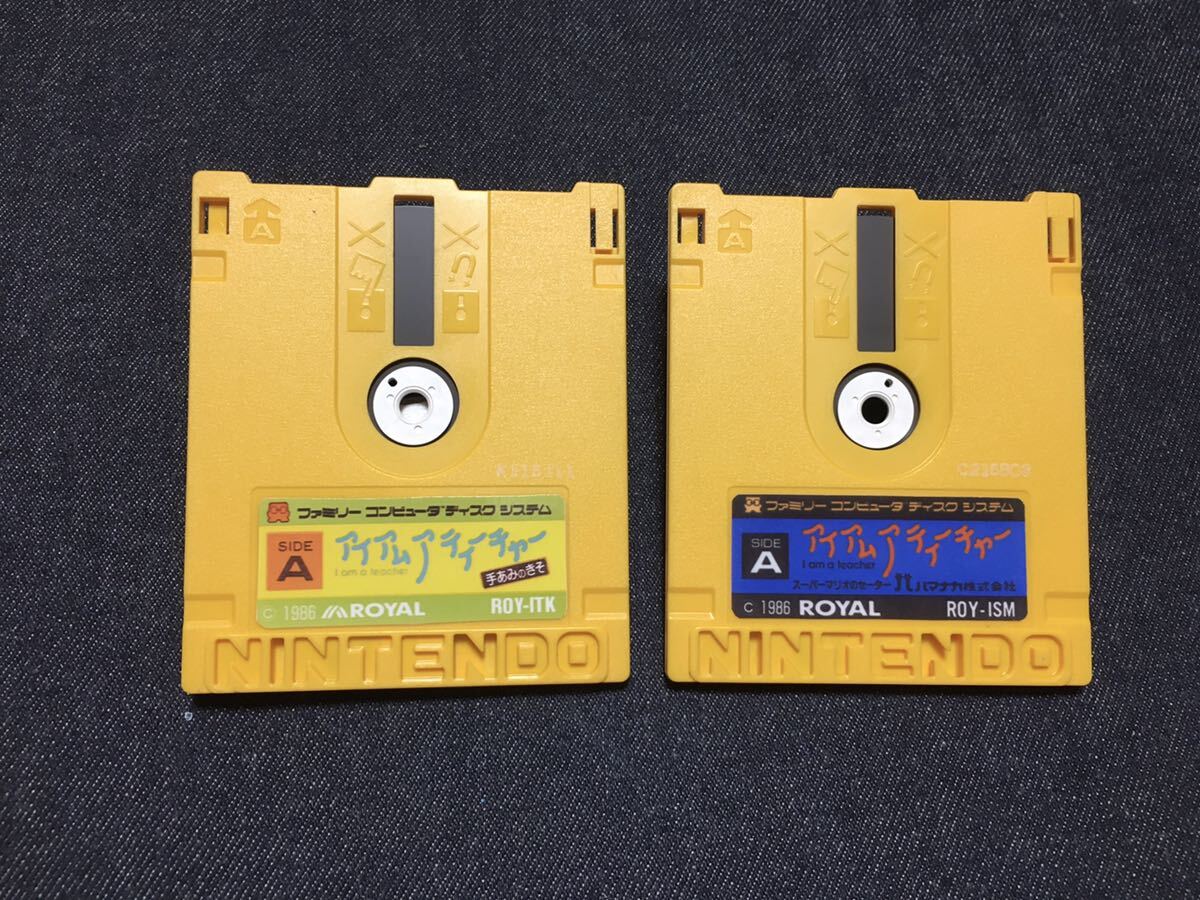 A
K515111
ファミリー コンピュータ ディスク システム
SIDE A
アイアム ア ティーチャー
I am a teacher
手あみのきそ
C 1986 ROYAL ROY-ITK
NINTENDO
A
ファミリー コンピュータ ディスク システム
SIDE A
アイアム ア ティーチャー
I am a teacher
スーパーマリオのセーター ハマナカ株式会社
C 1986 ROYAL ROY-ISM
NINTENDO